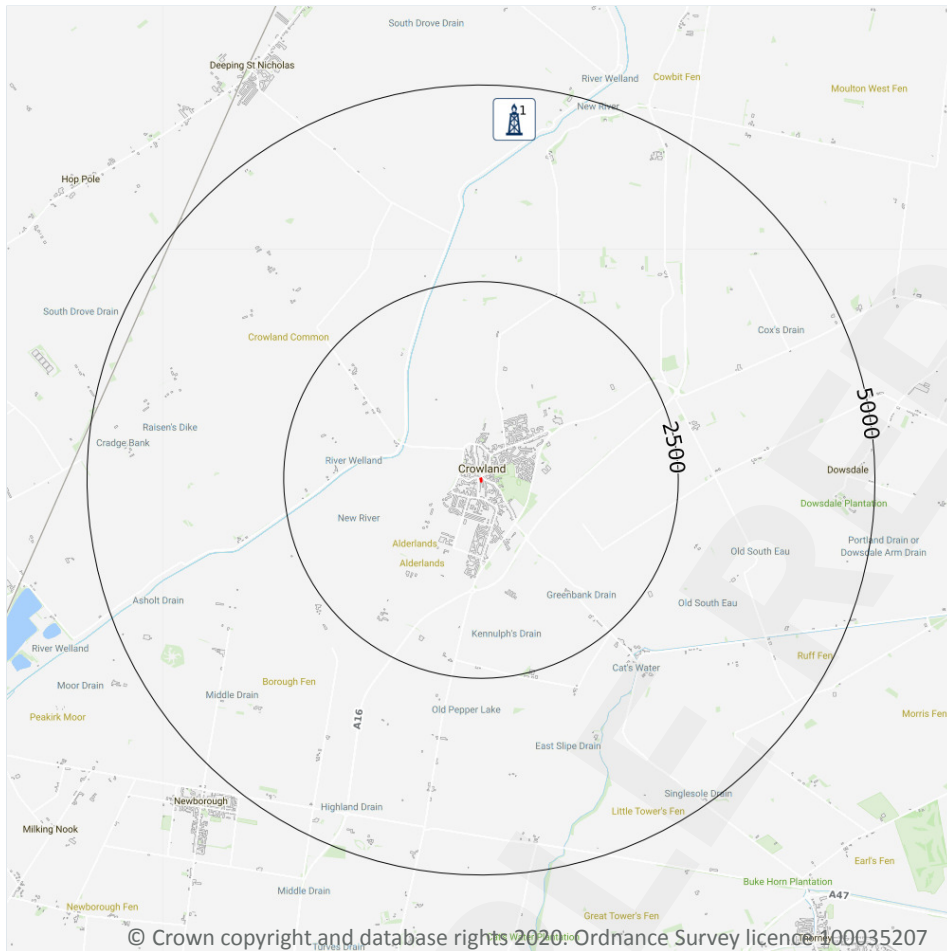 South Drove Drain
Deeping St Nicholas
River Welland
Cowbit Fen
Moulton West Fen
New River
1
Hop Pole
South Drove Drain
Crowland Common
Cox's Drain
5000
Raisen's Dike
Cradge Bank
2500
River Welland
Crowland
Dowsdale
Dowsdale Plantation
New River
Alderlands
Alderlands
Portland Drain or
Dowsdale Arm Drain
Old South Eau
Asholt Drain
Greenbank Drain
Old South Eau
Kennulph's Drain
River Welland
Cat's Water
Ruff Fen
Moor Drain
Borough Fen
Middle Drain
Peakirk Moor
Old Pepper Lake
A16
Morris Fen
East Slipe Drain
Singlesole Drain
Newborough
Highland Drain
Little Tower's Fen
Milking Nook
Earl's Fen
Buke Horn Plantation
Middle Drain
A47
Newborough Fen
Great Tower's Fen
© Crown copyright and database rights 2020 Ordnance Survey licence 100035207